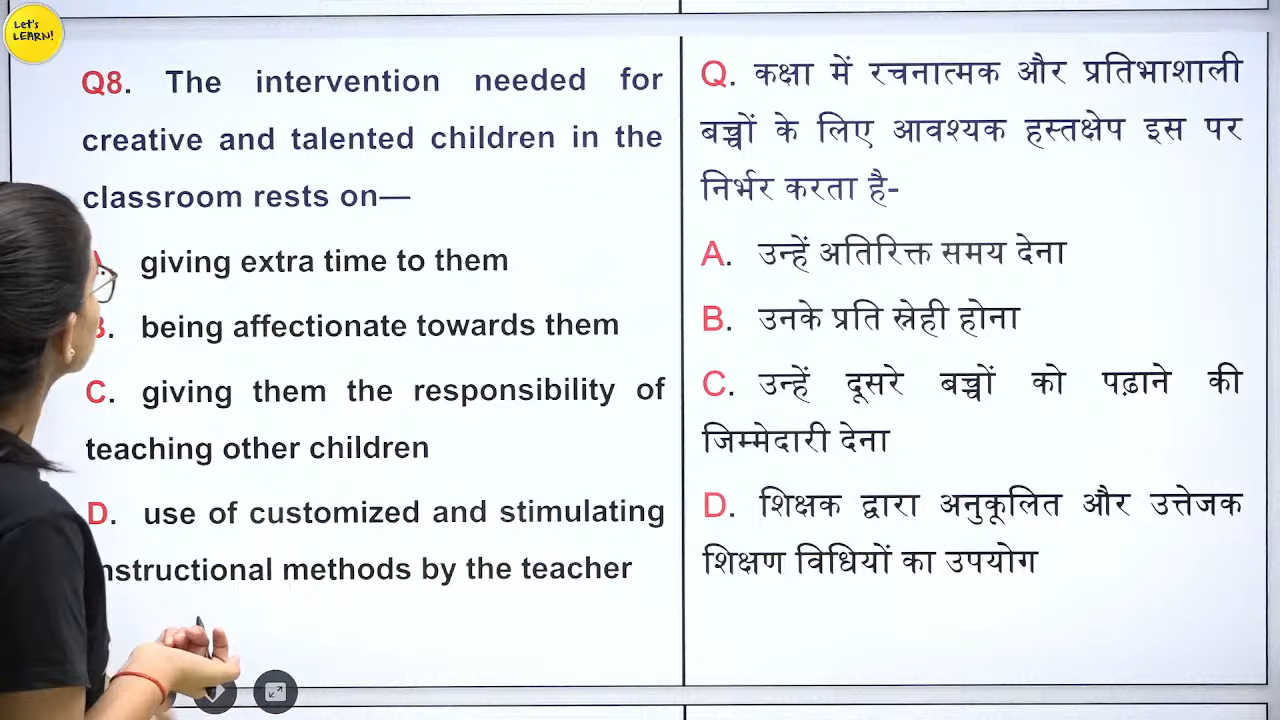 Let's
LEARN!
Q8. The intervention needed for
creative and talented children in the
classroom rests on—
giving extra time to them
B. being affectionate towards them
C. giving them the responsibility of
teaching other children
D. use of customized and stimulating
instructional methods by the teacher
Q. कक्षा में रचनात्मक और प्रतिभाशाली
बच्चों के लिए आवश्यक हस्तक्षेप इस पर
निर्भर करता है-
A. उन्हें अतिरिक्त समय देना
B. उनके प्रति स्नेही होना
C. उन्हें दूसरे बच्चों को पढ़ाने की
जिम्मेदारी देना
D. शिक्षक द्वारा अनुकूलित और उत्तेजक
शिक्षण विधियों का उपयोग